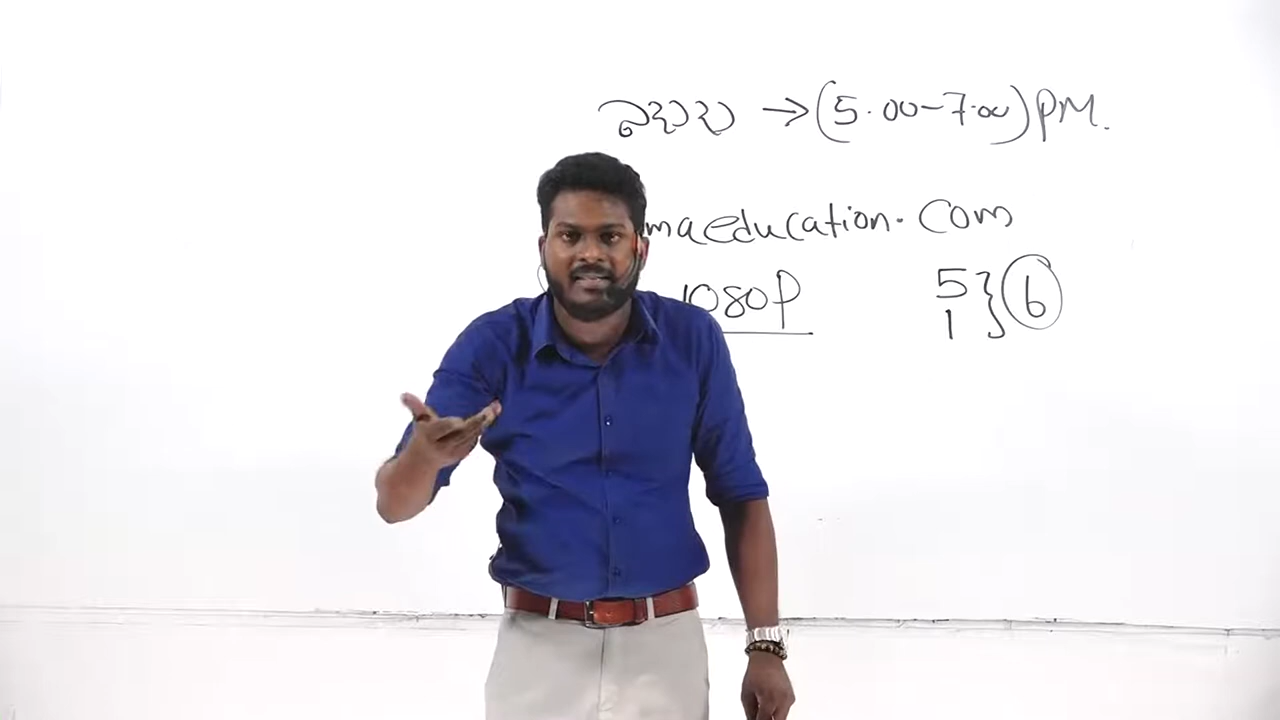 → (5.00-7.00) PM.
maeducation.com
1080P 5 } 6
1